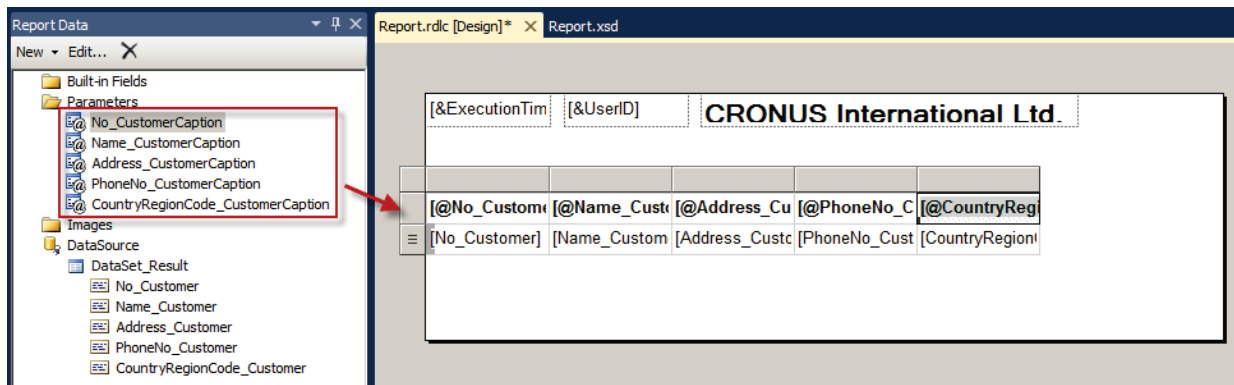 Report Data
New Edit...
Built-in Fields
Parameters
No_CustomerCaption
Name_CustomerCaption
Address_CustomerCaption
PhoneNo_CustomerCaption
CountryRegionCode_CustomerCaption
Images
DataSource
DataSet_Result
No_Customer
Name_Customer
Address_Customer
PhoneNo_Customer
CountryRegionCode_Customer
Report.rdlc [Design]* Report.xsd
[&ExecutionTim [&UserID] CRONUS International Ltd.
[@No_Custome [@Name_Custo [@Address_Cu [@PhoneNo_C [@CountryRegi
[No_Customer] [Name_Custom [Address_Custo [PhoneNo_Cust [CountryRegion